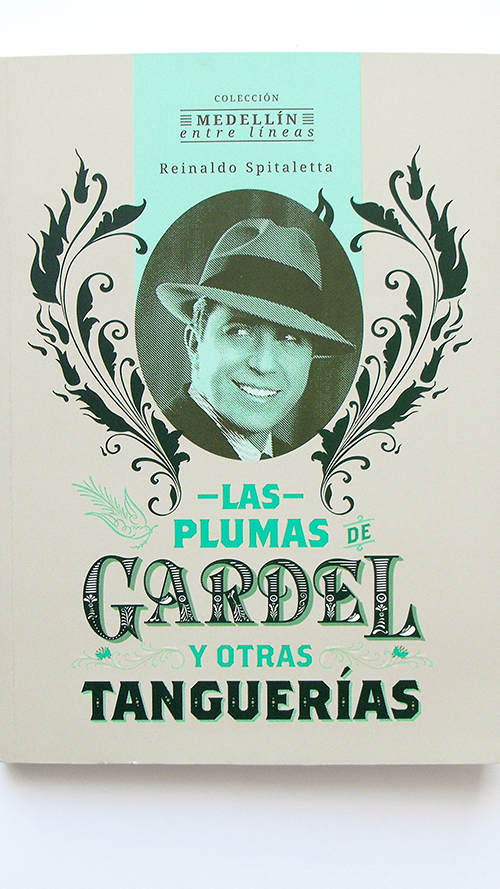 COLECCIÓN
MEDELLÍN
entre líneas
Reinaldo Spitaletta
–LAS–
PLUMAS DE
GARDEL
Y OTRAS
TANGUERÍAS